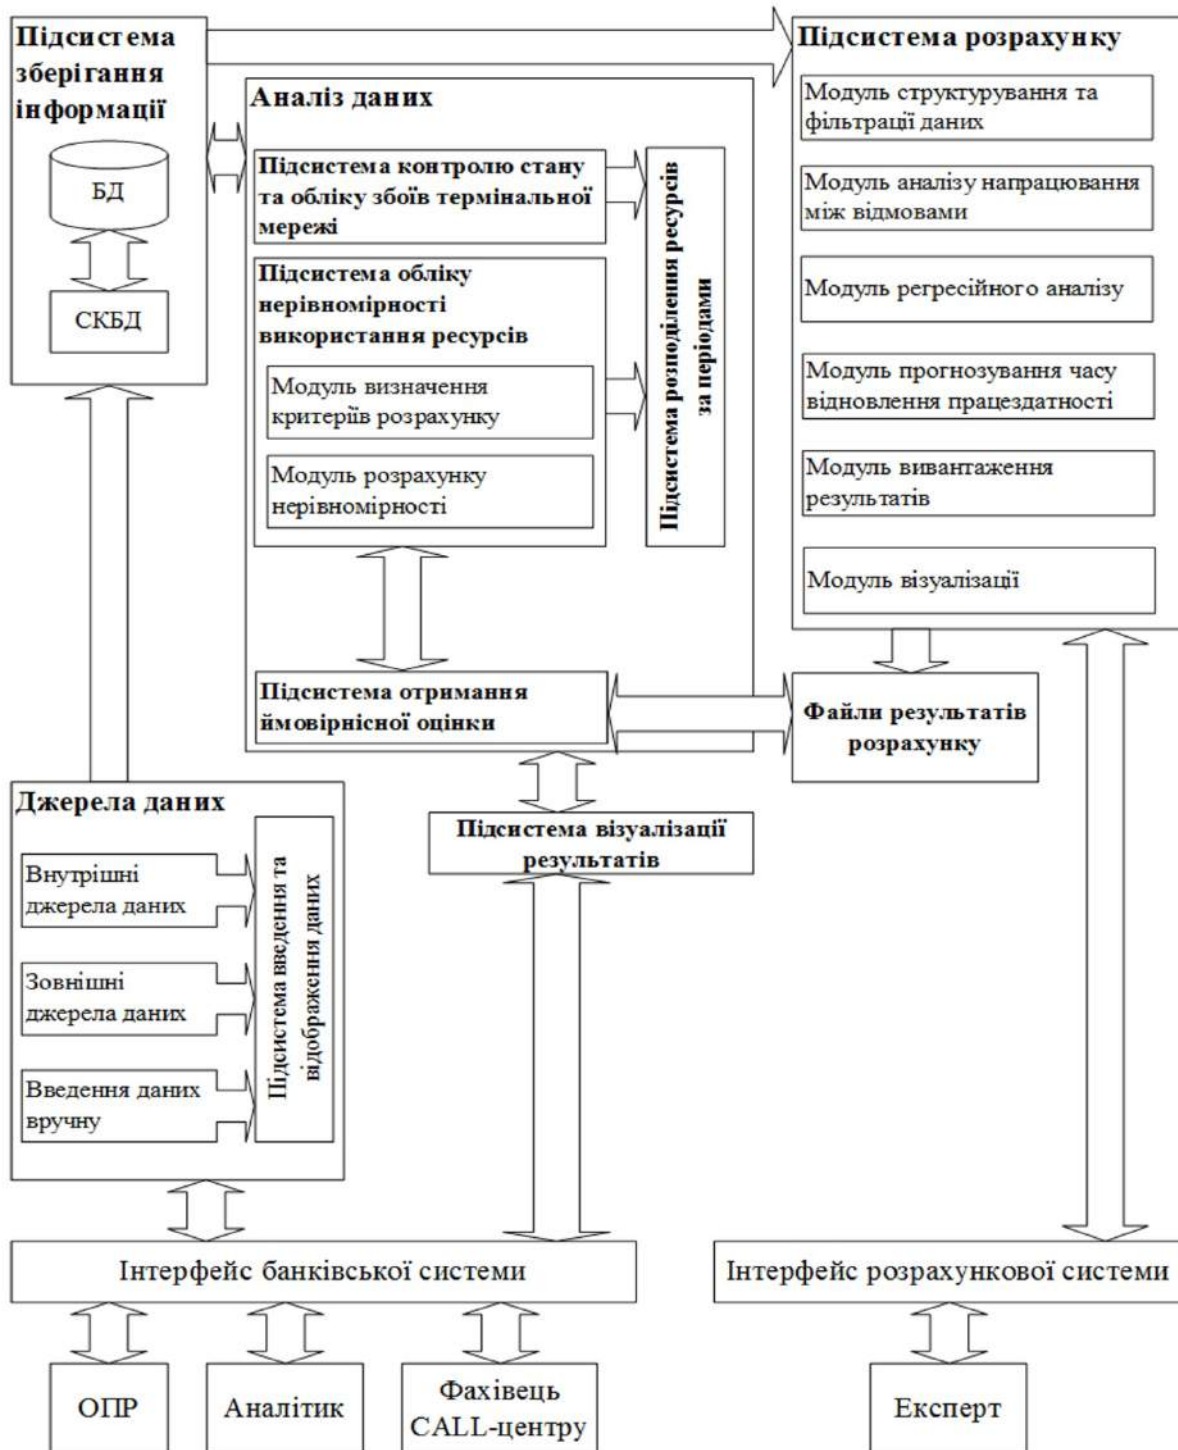 Підсистема
зберігання
інформації
БД
СКБД
Аналіз даних
Підсистема контролю стану
та обліку збоїв термінальної
мережі
Підсистема обліку
нерівномірності
використання ресурсів
Модуль визначення
критеріїв розрахунку
Модуль розрахунку
нерівномірності
Підсистема розподілення ресурсів
за періодами
Підсистема отримання
ймовірнісної оцінки
Підсистема розрахунку
Модуль структурування та
фільтрації даних
Модуль аналізу напрацювання
між відмовами
Модуль регресійного аналізу
Модуль прогнозування часу
відновлення працездатності
Модуль вивантаження
результатів
Модуль візуалізації
Файли результатів
розрахунку
Джерела даних
Внутрішні
джерела даних
Зовнішні
джерела даних
Введення даних
вручну
Підсистема введення та
відображення даних
Підсистема візуалізації
результатів
Інтерфейс банківської системи
Інтерфейс розрахункової системи
ОПР
Аналітик
Фахівець
CALL-центру
Експерт